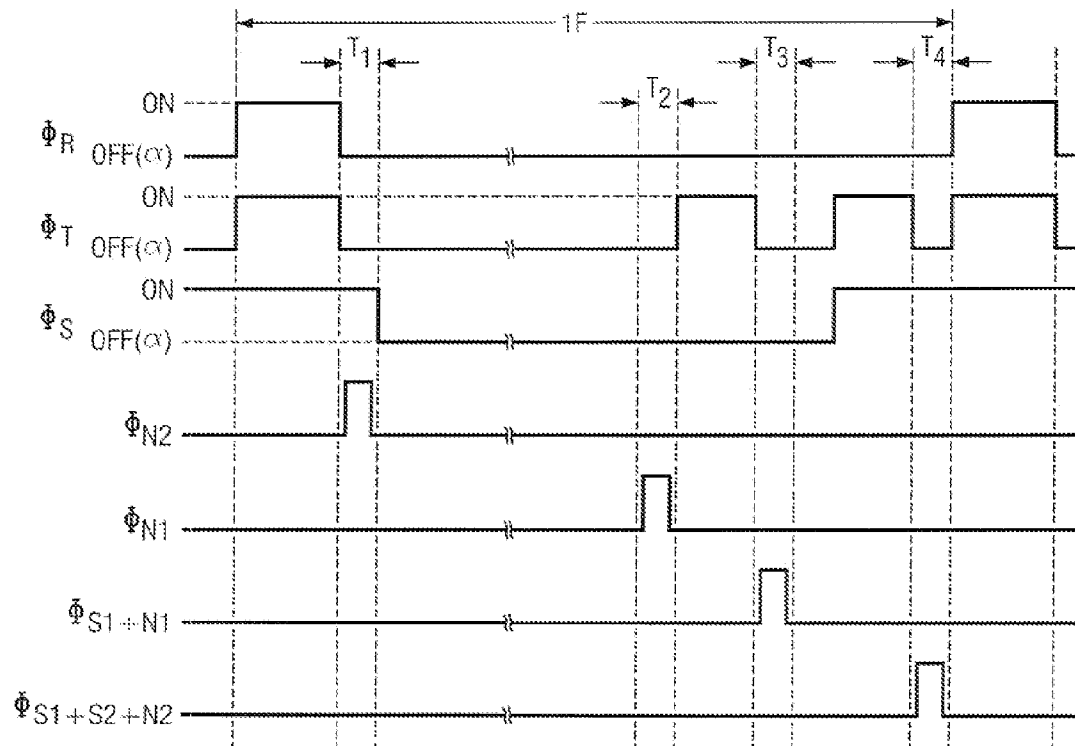 1F
T1
T3
T4
T2
ON
ΦR
OFF(α)
ON
ΦT
OFF(α)
ON
ΦS
OFF(α)
ΦN2
ΦN1
ΦS1+N1
ΦS1+S2+N2